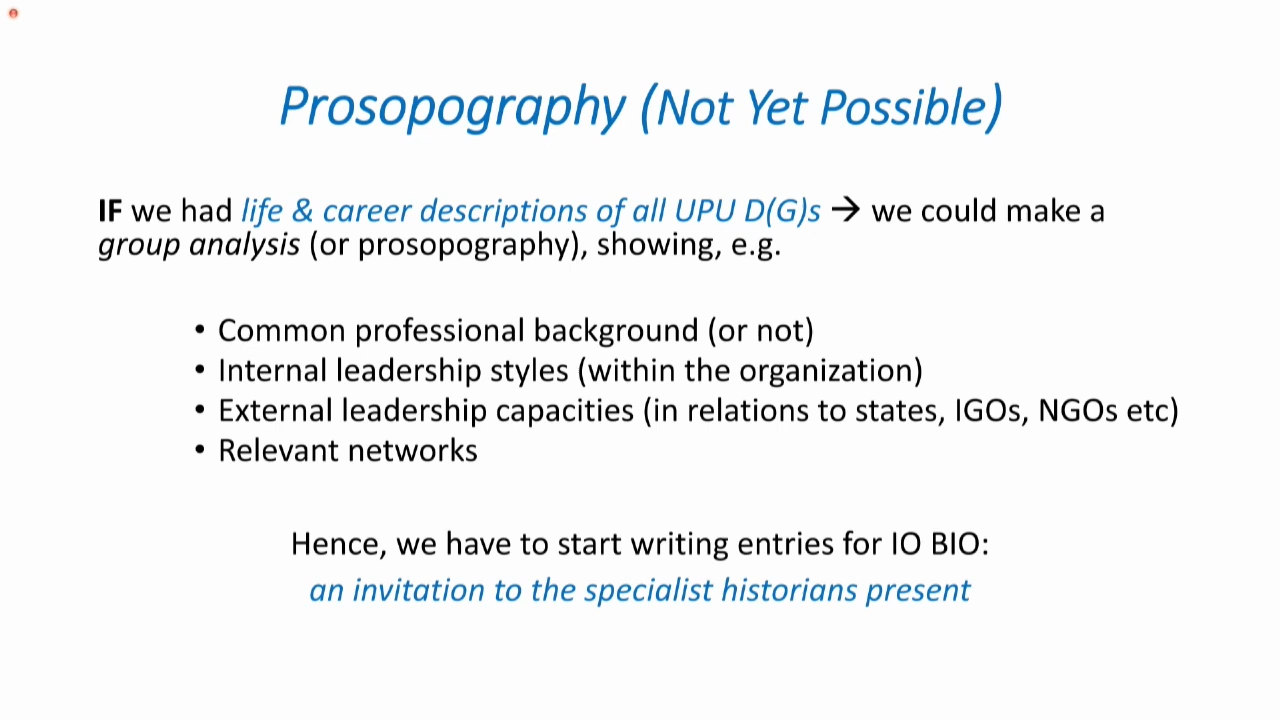 Prosopography (Not Yet Possible)
IF we had life & career descriptions of all UPU D(G)s → we could make a
group analysis (or prosopography), showing, e.g.
• Common professional background (or not)
• Internal leadership styles (within the organization)
• External leadership capacities (in relations to states, IGOs, NGOs etc)
• Relevant networks
Hence, we have to start writing entries for IO BIO:
an invitation to the specialist historians present